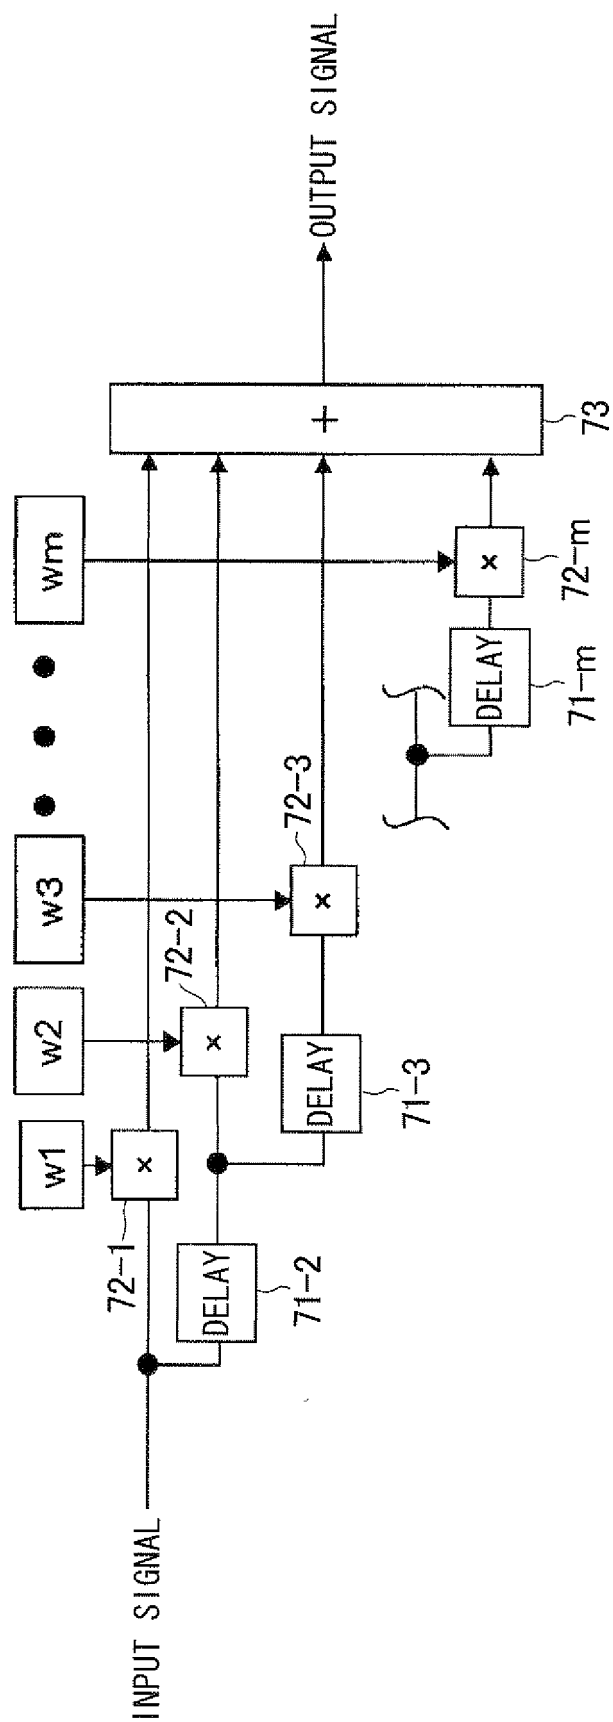 w1
w2
w3
● ● ●
wm
INPUT SIGNAL
72-1
×
72-2
×
72-3
×
72-m
×
DELAY
71-2
DELAY
71-3
DELAY
71-m
+
73
OUTPUT SIGNAL